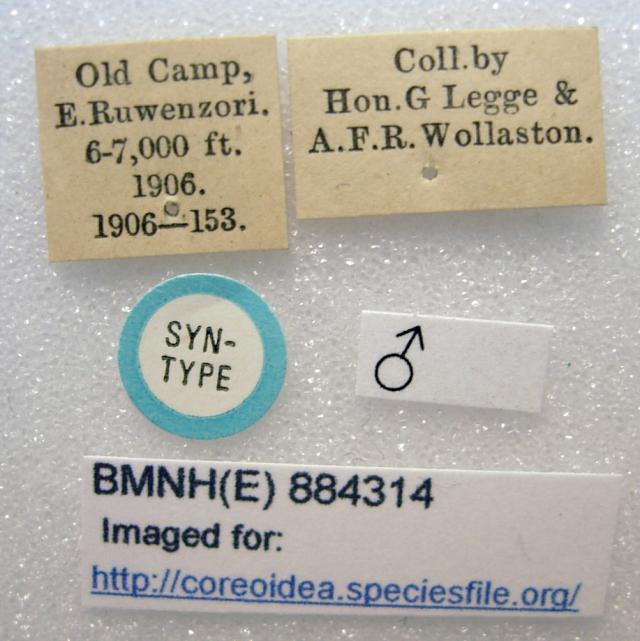 Old Camp,
E.Ruwenzori.
6-7,000 ft.
1906.
1906—153.
Coll.by
Hon.G Legge &
A.F.R.Wollaston.
SYN-
TYPE
♂
BMNH(E) 884314
Imaged for:
http://coreoidea.speciesfile.org/